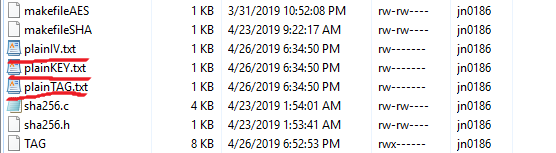 makefileAES 1 KB 3/31/2019 10:52:08 PM rw-rw---- jn0186
makefileSHA 1 KB 4/23/2019 9:22:17 AM rw-rw---- jn0186
plainIV.txt 1 KB 4/26/2019 6:34:50 PM rw------- jn0186
plainKEY.txt 1 KB 4/26/2019 6:34:50 PM rw------- jn0186
plainTAG.txt 1 KB 4/26/2019 6:34:50 PM rw------- jn0186
sha256.c 4 KB 4/23/2019 1:54:01 AM rw-r----- jn0186
sha256.h 1 KB 4/23/2019 1:53:41 AM rw-r----- jn0186
TAG 8 KB 4/26/2019 6:52:53 PM rwx------ jn0186